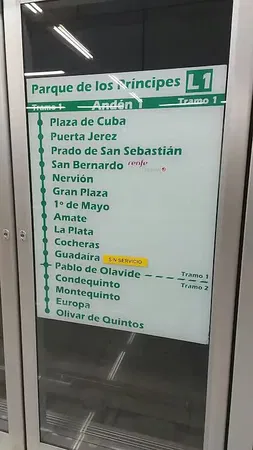 Parque de los Príncipes L1
Tramo 1 Andén Tramo 1
Plaza de Cuba
Puerta Jerez
Prado de San Sebastián
San Bernardo renfe
Nervión
Gran Plaza
1º de Mayo
Amate
La Plata
Cocheras
Guadaíra SIN SERVICIO
Pablo de Olavide Tramo 1
Condequinto Tramo 2
Montequinto
Europa
Olivar de Quintos